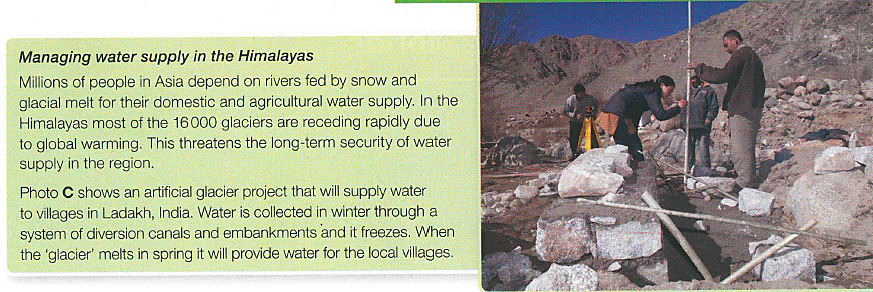 Managing water supply in the Himalayas
Millions of people in Asia depend on rivers fed by snow and
glacial melt for their domestic and agricultural water supply. In the
Himalayas most of the 16 000 glaciers are receding rapidly due
to global warming. This threatens the long-term security of water
supply in the region.
Photo C shows an artificial glacier project that will supply water
to villages in Ladakh, India. Water is collected in winter through a
system of diversion canals and embankments and it freezes. When
the 'glacier' melts in spring it will provide water for the local villages.